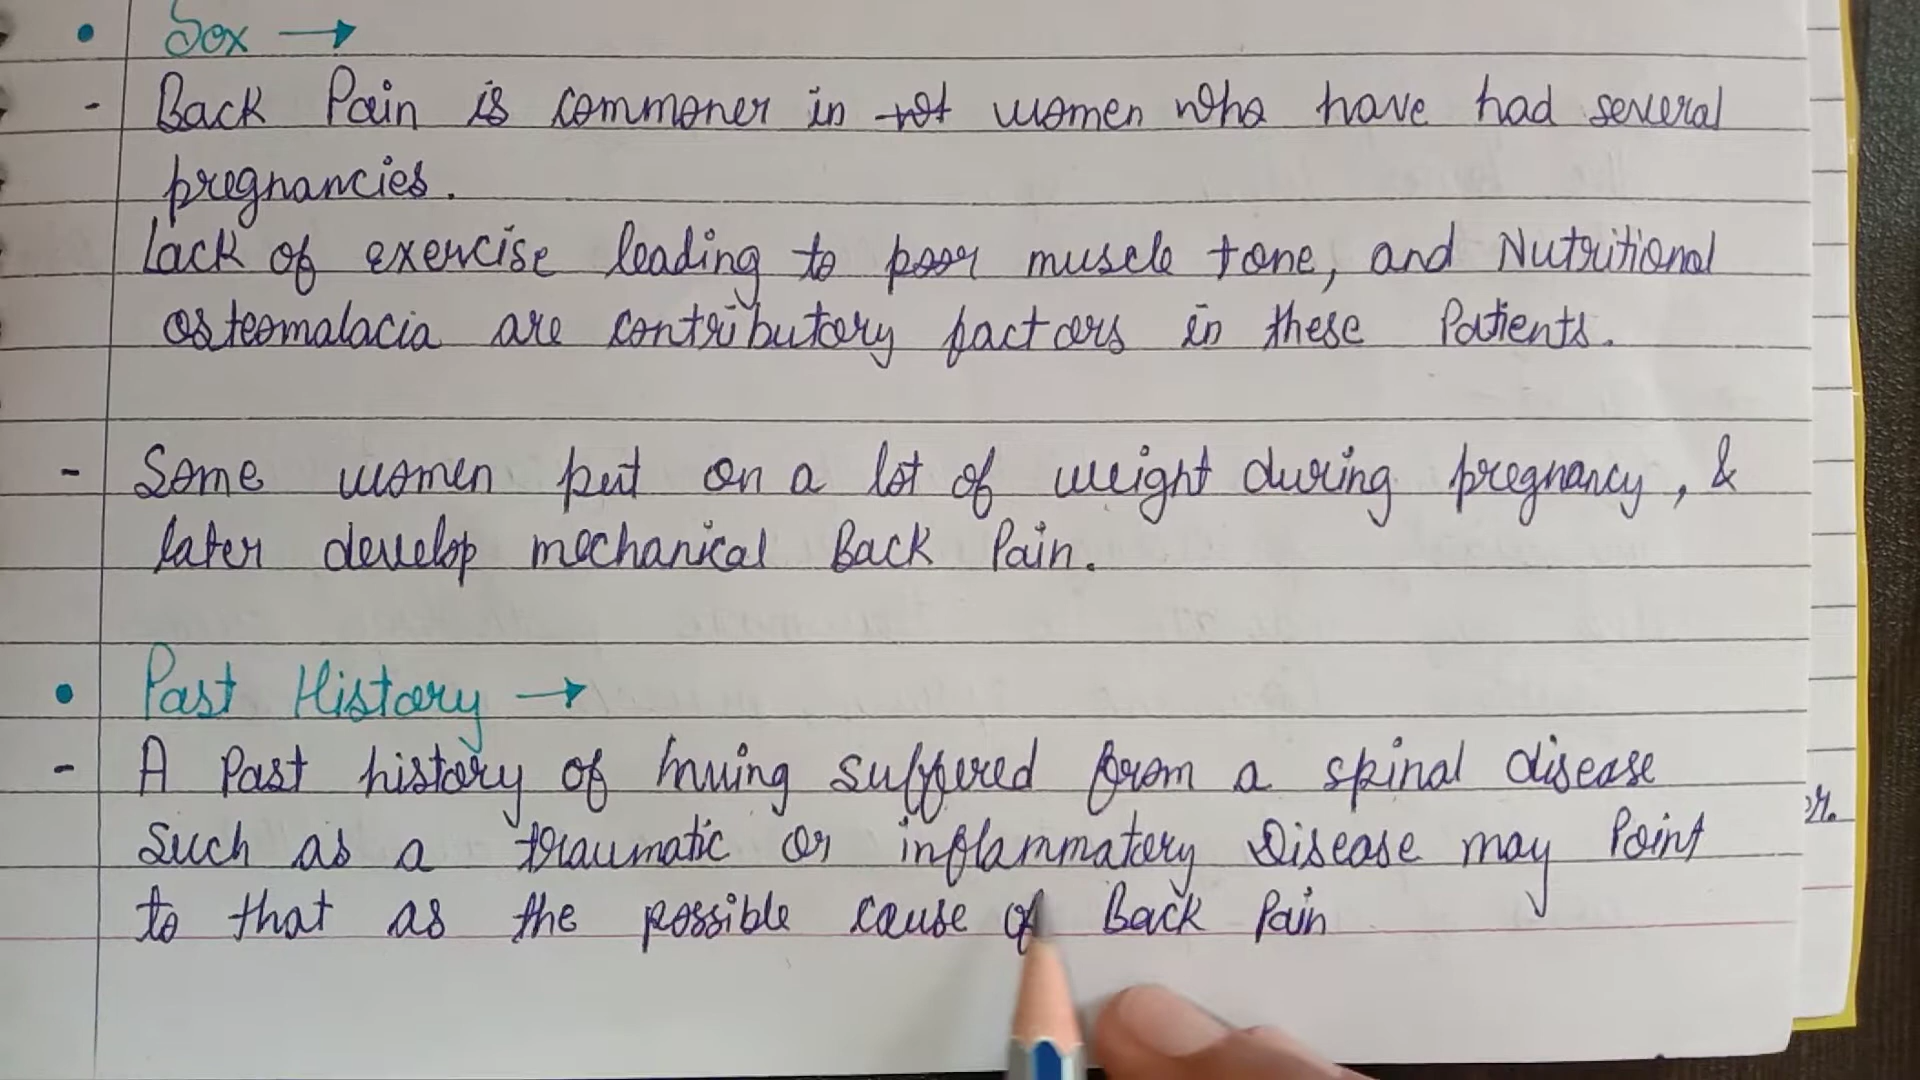 • Sex →
- Back Pain is commoner in women who have had several
pregnancies.
Lack of exercise leading to poor muscle tone, and Nutritional
osteomalacia are contributory factors in these Patients.
- Some women put on a lot of weight during pregnancy, &
later develop mechanical Back Pain.
• Past History →
- A Past history of having suffered from a spinal disease
Such as a traumatic or inflammatory Disease may Point
to that as the possible cause of Back Pain
er.